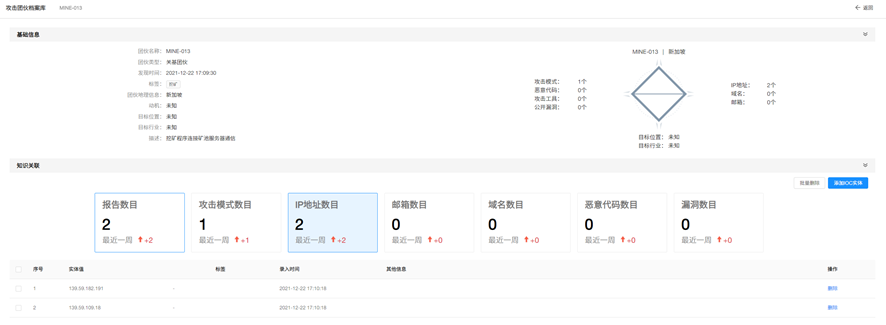 攻击团伙档案库 MINE-013 返回
基础信息
团伙名称: MINE-013
团伙类型: 关基团伙
发现时间: 2021-12-22 17:09:30
标签:
团伙地理信息: 新加坡
动机: 未知
目标位置: 未知
目标行业: 未知
描述: 挖矿程序连接矿池服务器通信
MINE-013 | 新加坡
攻击模式: 1个
恶意代码: 0个
攻击工具: 0个
公开漏洞: 0个
IP地址: 2个
域名: 0个
邮箱: 0个
目标位置: 未知
目标行业: 未知
知识关联
批量删除 添加IOC实体
报告数目
2
最近一周 +2
攻击模式数目
1
最近一周 +1
IP地址数目
2
最近一周 +2
邮箱数目
0
最近一周 +0
域名数目
0
最近一周 +0
恶意代码数目
0
最近一周 +0
漏洞数目
0
最近一周 +0
序号 实体值 标签 录入时间 其他信息 操作
1 139.59.162.191 - 2021-12-22 17:10:18 删除
2 139.59.109.18 - 2021-12-22 17:10:18 删除